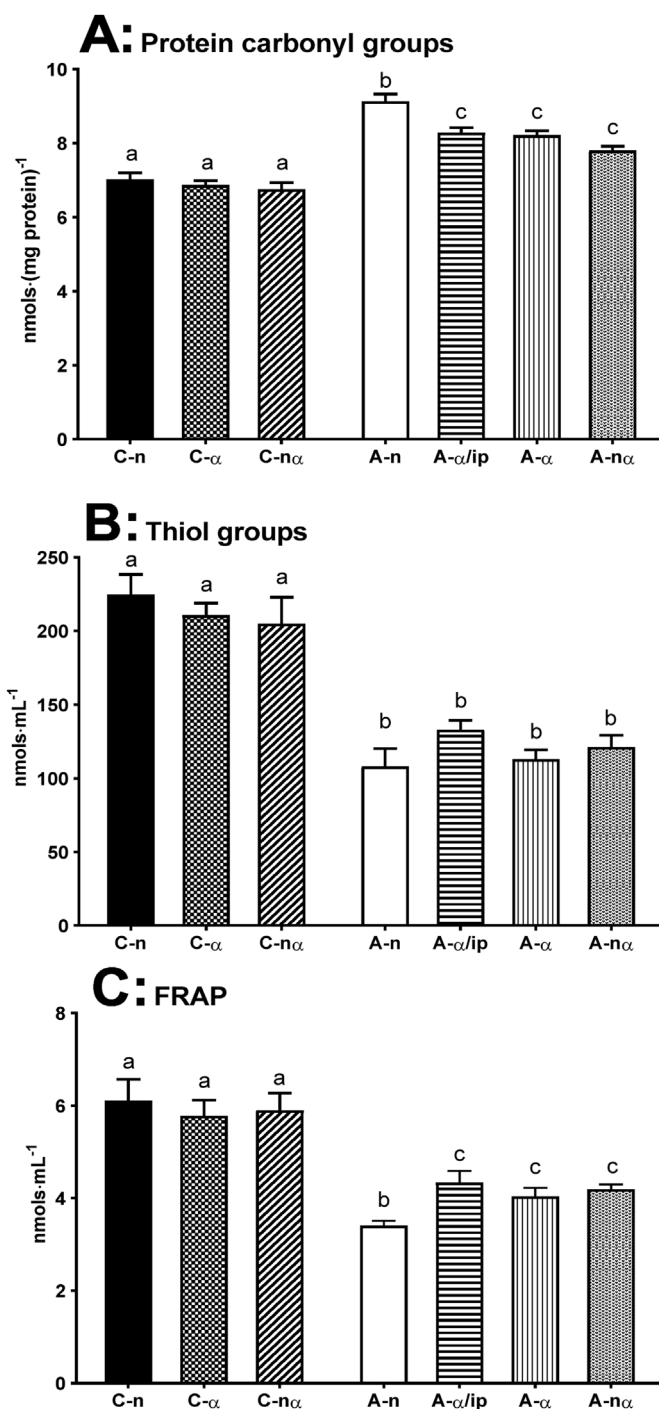 A: Protein carbonyl groups
nmols·(mg protein)⁻¹
10
8
6
4
2
0
a
a
a
b
c
c
c
C-n
C-α
C-nα
A-n
A-α/ip
A-α
A-nα
B: Thiol groups
nmols·mL⁻¹
250
200
150
100
50
0
a
a
a
b
b
b
b
C-n
C-α
C-nα
A-n
A-α/ip
A-α
A-nα
C: FRAP
nmols·mL⁻¹
8
6
4
2
0
a
a
a
b
c
c
c
C-n
C-α
C-nα
A-n
A-α/ip
A-α
A-nα